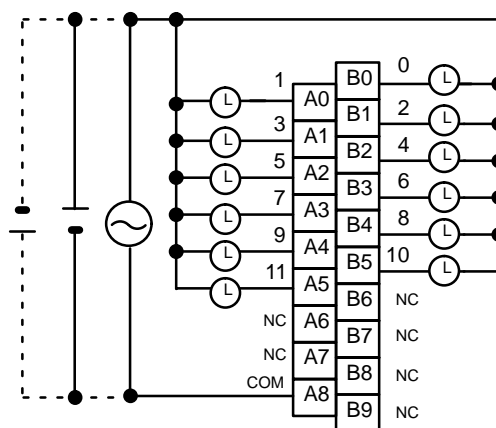 B0 0 L
1 L A0
B1 2 L
3 L A1
B2 4 L
5 L A2
B3 6 L
7 L A3
B4 8 L
9 L A4
B5 10 L
11 L A5
B6 NC
NC A6
B7 NC
NC A7
B8 NC
COM A8
B9 NC